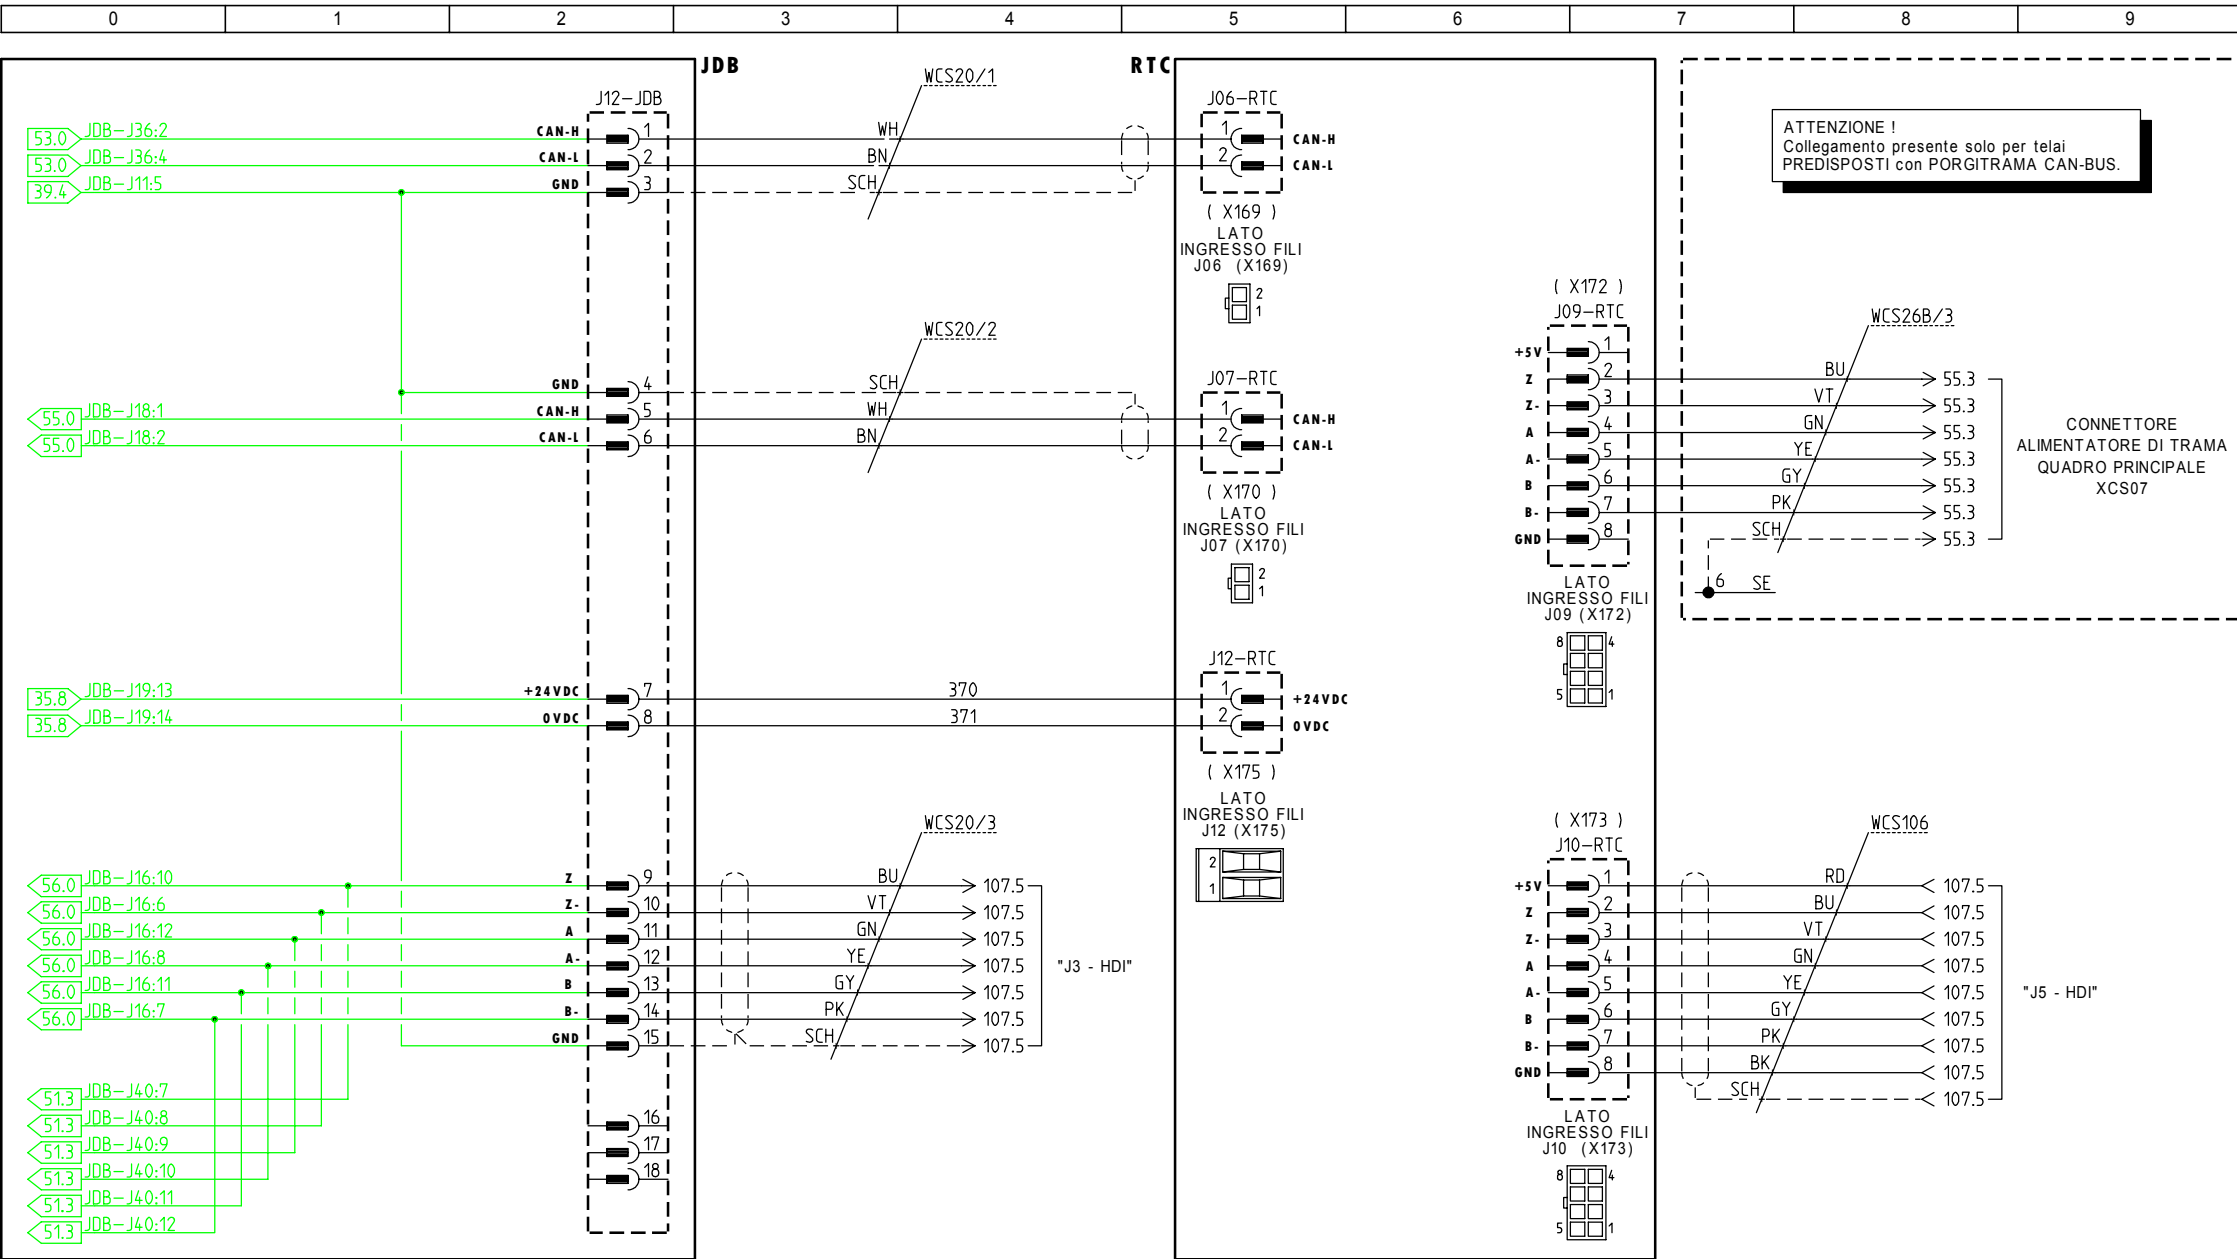 0 1 2 3 4 5 6 7 8 9
JDB
RTC
J12-JDB
53.0 JDB-J36:2 CAN-H 1 WH
53.0 JDB-J36:4 CAN-L 2 BN
39.4 JDB-J11:5 GND 3 SCH
WCS20/1
J06-RTC
1 CAN-H
2 CAN-L
( X169 )
LATO
INGRESSO FILI
J06 (X169)
2
1
WCS20/2
GND 4 SCH
55.0 JDB-J18:1 CAN-H 5 WH
55.0 JDB-J18:2 CAN-L 6 BN
J07-RTC
1 CAN-H
2 CAN-L
( X170 )
LATO
INGRESSO FILI
J07 (X170)
2
1
35.8 JDB-J19:13 +24VDC 7 370
35.8 JDB-J19:14 0VDC 8 371
J12-RTC
1 +24VDC
2 0VDC
( X175 )
LATO
INGRESSO FILI
J12 (X175)
2
1
WCS20/3
56.0 JDB-J16:10 Z 9 BU 107.5
56.0 JDB-J16:6 Z- 10 VT 107.5
56.0 JDB-J16:12 A 11 GN 107.5
56.0 JDB-J16:8 A- 12 YE 107.5
56.0 JDB-J16:11 B 13 GY 107.5
56.0 JDB-J16:7 B- 14 PK 107.5
GND 15 SCH 107.5
"J3 - HDI"
51.3 JDB-J40:7
51.3 JDB-J40:8
51.3 JDB-J40:9
51.3 JDB-J40:10
51.3 JDB-J40:11
51.3 JDB-J40:12
16
17
18
ATTENZIONE !
Collegamento presente solo per telai
PREDISPOSTI con PORGITRAMA CAN-BUS.
( X172 )
J09-RTC
WCS26B/3
+5V 1
Z 2 BU 55.3
Z- 3 VT 55.3
A 4 GN 55.3
A- 5 YE 55.3
B 6 GY 55.3
B- 7 PK 55.3
GND 8 SCH 55.3
6 SE
CONNETTORE
ALIMENTATORE DI TRAMA
QUADRO PRINCIPALE
XCS07
LATO
INGRESSO FILI
J09 (X172)
8 4
5 1
( X173 )
J10-RTC
WCS106
+5V 1 RD 107.5
Z 2 BU 107.5
Z- 3 VT 107.5
A 4 GN 107.5
A- 5 YE 107.5
B 6 GY 107.5
B- 7 PK 107.5
GND 8 BK 107.5
SCH 107.5
"J5 - HDI"
LATO
INGRESSO FILI
J10 (X173)
8 4
5 1